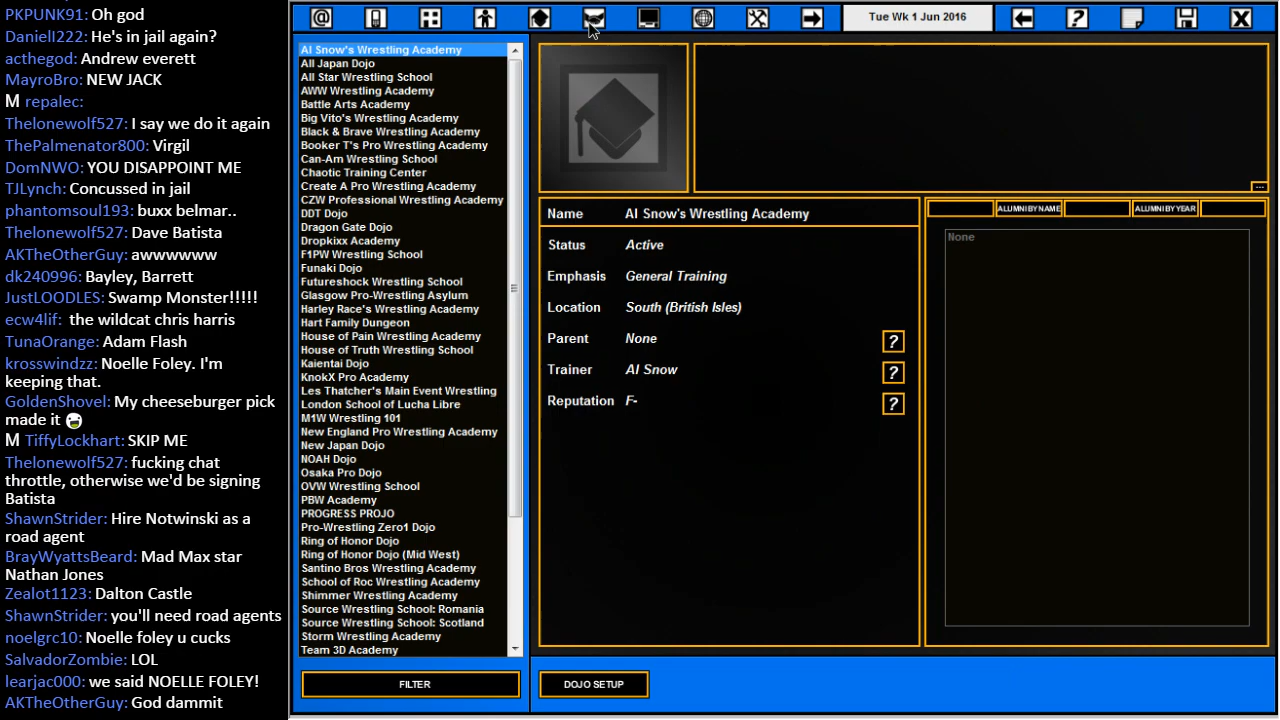 PKPUNK91: Oh god
Daniell222: He's in jail again?
acthegod: Andrew everett
MayroBro: NEW JACK
M repalec:
Thelonewolf527: I say we do it again
ThePalmenator800: Virgil
DomNWO: YOU DISAPPOINT ME
TJLynch: Concussed in jail
phantomsoul193: buxx belmar..
Thelonewolf527: Dave Batista
AKTheOtherGuy: awwwwww
dk240996: Bayley, Barrett
JustLOODLES: Swamp Monster!!!!!
ecw4lif: the wildcat chris harris
TunaOrange: Adam Flash
krosswindzz: Noelle Foley. I'm
keeping that.
GoldenShovel: My cheeseburger pick
made it
M TiffyLockhart: SKIP ME
Thelonewolf527: fucking chat
throttle, otherwise we'd be signing
Batista
ShawnStrider: Hire Notwinski as a
road agent
BrayWyattsBeard: Mad Max star
Nathan Jones
Zealot1123: Dalton Castle
ShawnStrider: you'll need road agents
noelgrc10: Noelle foley u cucks
SalvadorZombie: LOL
learjac000: we said NOELLE FOLEY!
AKTheOtherGuy: God dammit
@
Tue Wk 1 Jun 2016
?
X
Al Snow's Wrestling Academy
All Japan Dojo
All Star Wrestling School
AWW Wrestling Academy
Battle Arts Academy
Big Vito's Wrestling Academy
Black & Brave Wrestling Academy
Booker T's Pro Wrestling Academy
Can-Am Wrestling School
Chaotic Training Center
Create A Pro Wrestling Academy
CZW Professional Wrestling Academy
DDT Dojo
Dragon Gate Dojo
Dropkixx Academy
F1PW Wrestling School
Funaki Dojo
Futureshock Wrestling School
Glasgow Pro-Wrestling Asylum
Harley Race's Wrestling Academy
Hart Family Dungeon
House of Pain Wrestling Academy
House of Truth Wrestling School
Kaientai Dojo
KnokX Pro Academy
Les Thatcher's Main Event Wrestling
London School of Lucha Libre
M1W Wrestling 101
New England Pro Wrestling Academy
New Japan Dojo
NOAH Dojo
Osaka Pro Dojo
OVW Wrestling School
PBW Academy
PROGRESS PROJO
Pro-Wrestling Zero1 Dojo
Ring of Honor Dojo
Ring of Honor Dojo (Mid West)
Santino Bros Wrestling Academy
School of Roc Wrestling Academy
Shimmer Wrestling Academy
Source Wrestling School: Romania
Source Wrestling School: Scotland
Storm Wrestling Academy
Team 3D Academy
FILTER
...
Name Al Snow's Wrestling Academy
Status Active
Emphasis General Training
Location South (British Isles)
Parent None ?
Trainer Al Snow ?
Reputation F- ?
ALUMNI BY NAME ALUMNI BY YEAR
None
DOJO SETUP